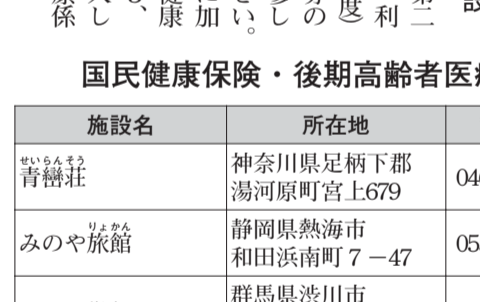 国民健康保険・後期高齢者医
施設名 所在地
せいらんそう
青巒荘
神奈川県足柄下郡
湯河原町宮上679
りょかん
みのや旅館
静岡県熱海市
和田浜南町7－47
群馬県渋川市